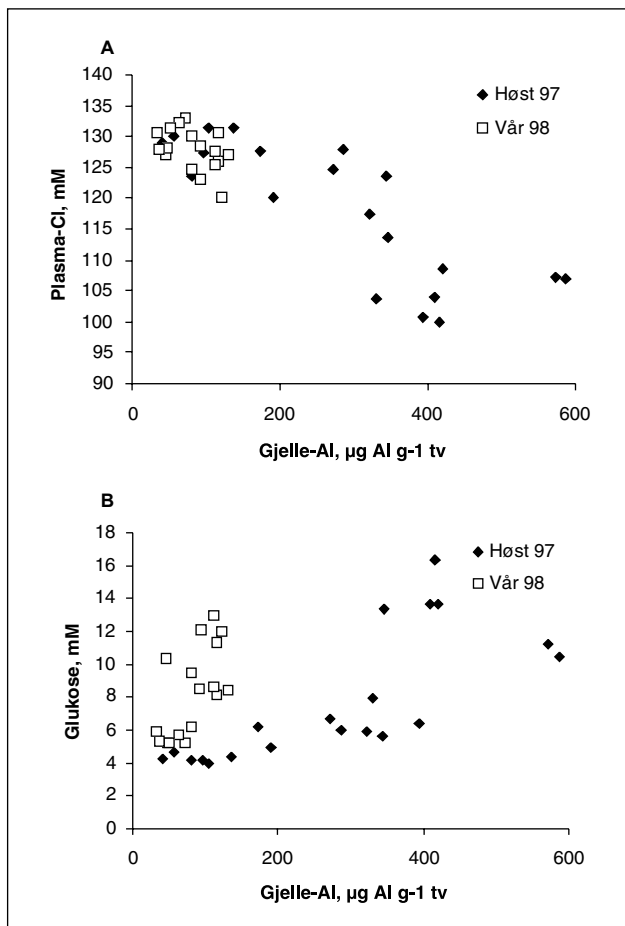 A
140
135
130
125
120
115
110
105
100
95
90
Plasma-Cl, mM
Høst 97
Vår 98
0 200 400 600
Gjelle-Al, µg Al g-1 tv
B
18
16
14
12
10
8
6
4
2
0
Glukose, mM
Høst 97
Vår 98
0 200 400 600
Gjelle-Al, µg Al g-1 tv